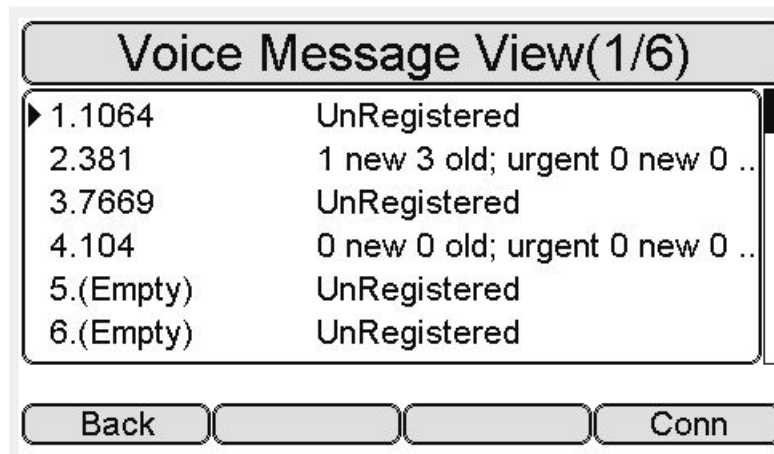 Voice Message View(1/6)
1.1064 UnRegistered
2.381 1 new 3 old; urgent 0 new 0 ..
3.7669 UnRegistered
4.104 0 new 0 old; urgent 0 new 0 ..
5.(Empty) UnRegistered
6.(Empty) UnRegistered
Back Conn